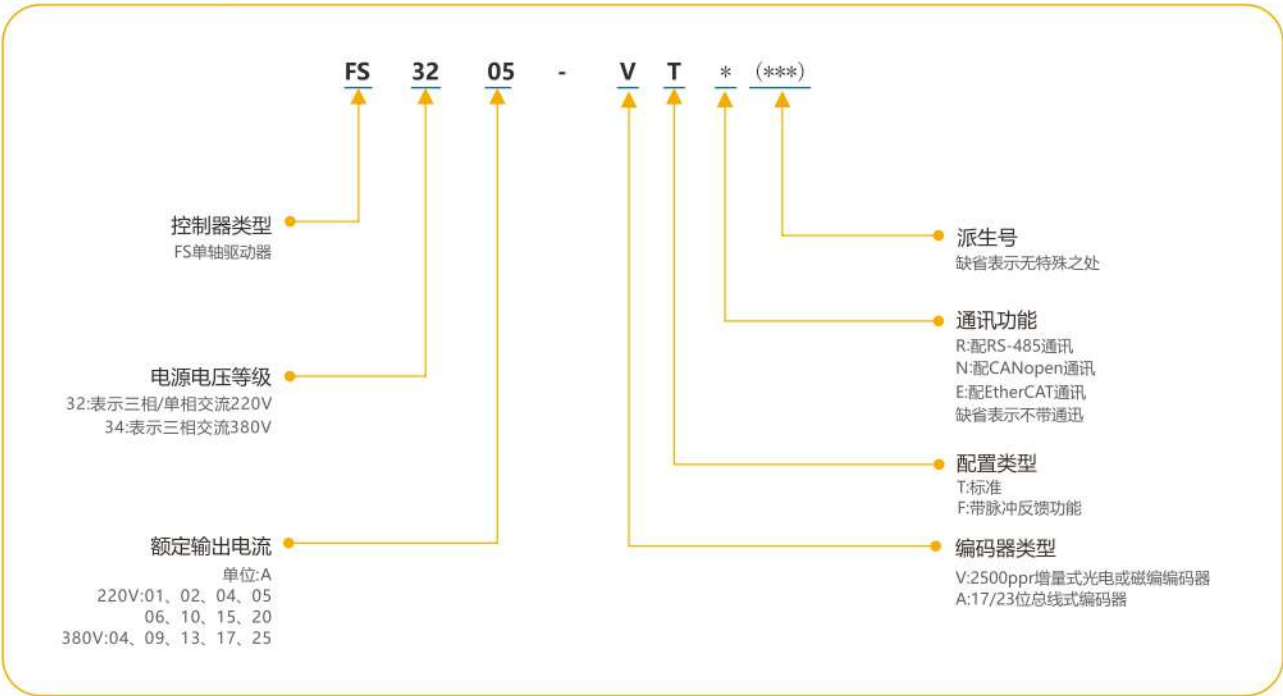 FS 32 05 - V T * (***)
控制器类型
FS单轴驱动器
电源电压等级
32:表示三相/单相交流220V
34:表示三相交流380V
额定输出电流
单位:A
220V:01、02、04、05
06、10、15、20
380V:04、09、13、17、25
派生号
缺省表示无特殊之处
通讯功能
R:配RS-485通讯
N:配CANopen通讯
E:配EtherCAT通讯
缺省表示不带通迅
配置类型
T:标准
F:带脉冲反馈功能
编码器类型
V:2500ppr增量式光电或磁编编码器
A:17/23位总线式编码器